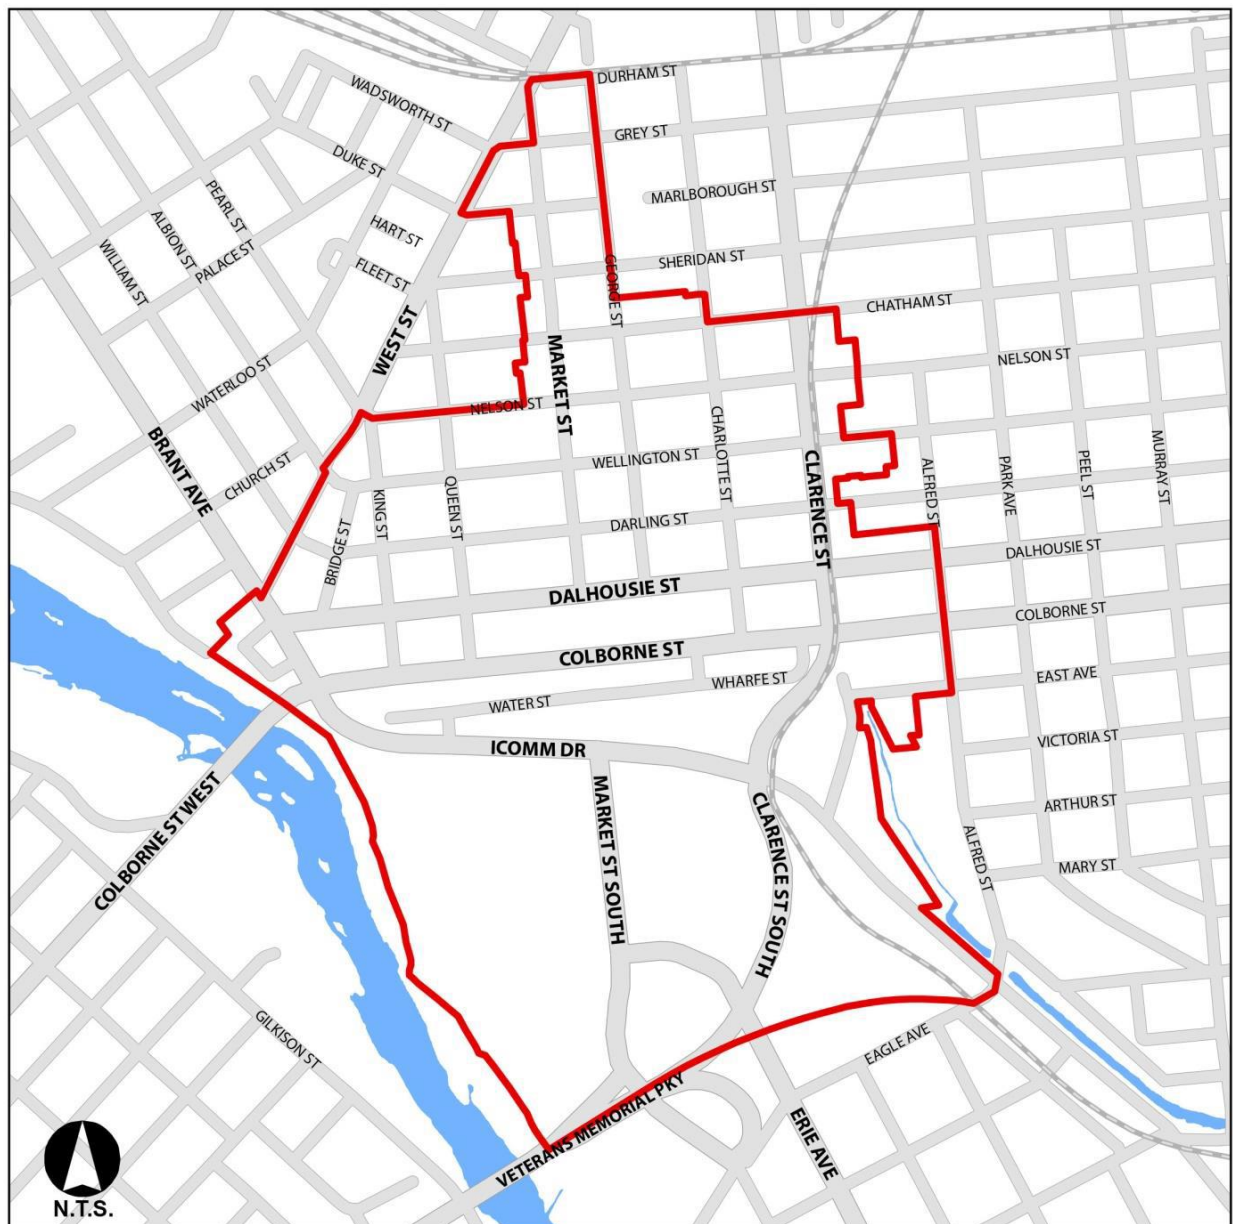 DURHAM ST
WADSWORTH ST
GREY ST
DUKE ST
MARLBOROUGH ST
PEARL ST
ALBION ST
HART ST
WILLIAM ST
PALACE ST
FLEET ST
SHERIDAN ST
GEORGE ST
CHATHAM ST
WEST ST
MARKET ST
NELSON ST
WATERLOO ST
NELSON ST
CHARLOTTE ST
BRANT AVE
CHURCH ST
WELLINGTON ST
CLARENCE ST
ALFRED ST
PARK AVE
PEEL ST
MURRAY ST
KING ST
QUEEN ST
DARLING ST
BRIDGE ST
DALHOUSIE ST
DALHOUSIE ST
COLBORNE ST
COLBORNE ST
EAST AVE
WHARFE ST
WATER ST
VICTORIA ST
ICOMM DR
MARKET ST SOUTH
CLARENCE ST SOUTH
ARTHUR ST
COLBORNE ST WEST
ALFRED ST
MARY ST
GILKISON ST
EAGLE AVE
VETERANS MEMORIAL PKY
ERIE AVE
N.T.S.